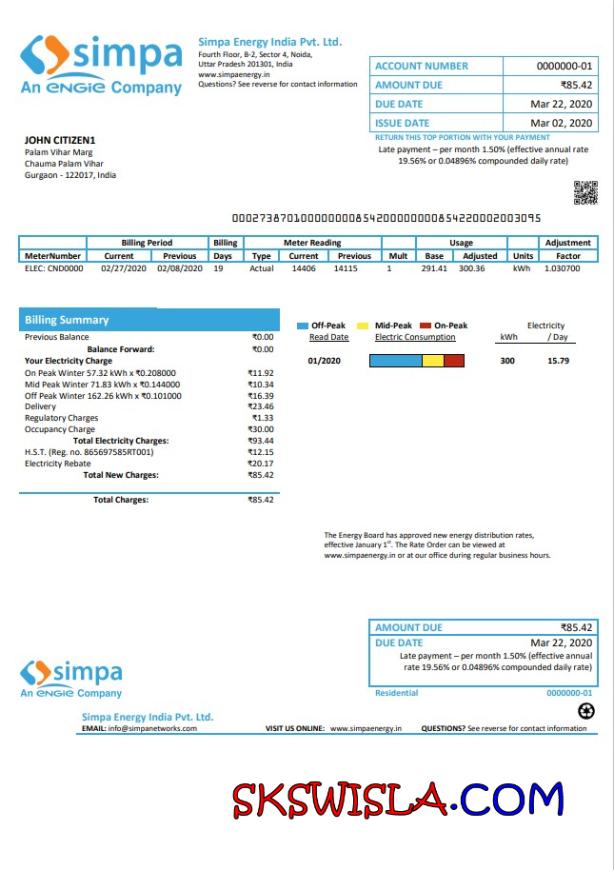 simpa
An ENGIE Company
Simpa Energy India Pvt. Ltd.
Fourth Floor, B-2, Sector 4, Noida,
Uttar Pradesh 201301, India
www.simpaenergy.in
Questions? See reverse for contact information
ACCOUNT NUMBER 0000000-01
AMOUNT DUE ₹85.42
DUE DATE Mar 22, 2020
ISSUE DATE Mar 02, 2020
RETURN THIS TOP PORTION WITH YOUR PAYMENT
Late payment – per month 1.50% (effective annual rate
19.56% or 0.04896% compounded daily rate)
JOHN CITIZEN1
Palam Vihar Marg
Chauma Palam Vihar
Gurgaon - 122017, India
000273870100000000854200000000854220002003095
Billing Period Billing Meter Reading Usage Adjustment
MeterNumber Current Previous Days Type Current Previous Mult Base Adjusted Units Factor
ELEC: CND0000 02/27/2020 02/08/2020 19 Actual 14406 14115 1 291.41 300.36 kWh 1.030700
Billing Summary
Previous Balance ₹0.00
Balance Forward: ₹0.00
Your Electricity Charge
On Peak Winter 57.32 kWh x ₹0.208000 ₹11.92
Mid Peak Winter 71.83 kWh x ₹0.144000 ₹10.34
Off Peak Winter 162.26 kWh x ₹0.101000 ₹16.39
Delivery ₹23.46
Regulatory Charges ₹1.33
Occupancy Charge ₹30.00
Total Electricity Charges: ₹93.44
H.S.T. (Reg. no. 865697585RT001) ₹12.15
Electricity Rebate ₹20.17
Total New Charges: ₹85.42
Total Charges: ₹85.42
Off-Peak Mid-Peak On-Peak Electricity
Read Date Electric Consumption kWh / Day
01/2020 300 15.79
The Energy Board has approved new energy distribution rates,
effective January 1st. The Rate Order can be viewed at
www.simpaenergy.in or at our office during regular business hours.
AMOUNT DUE ₹85.42
DUE DATE Mar 22, 2020
Late payment – per month 1.50% (effective annual
rate 19.56% or 0.04896% compounded daily rate)
Residential 0000000-01
simpa
An ENGIE Company
Simpa Energy India Pvt. Ltd.
EMAIL: info@simpanetworks.com VISIT US ONLINE: www.simpaenergy.in QUESTIONS? See reverse for contact information
SKSWISLA.COM